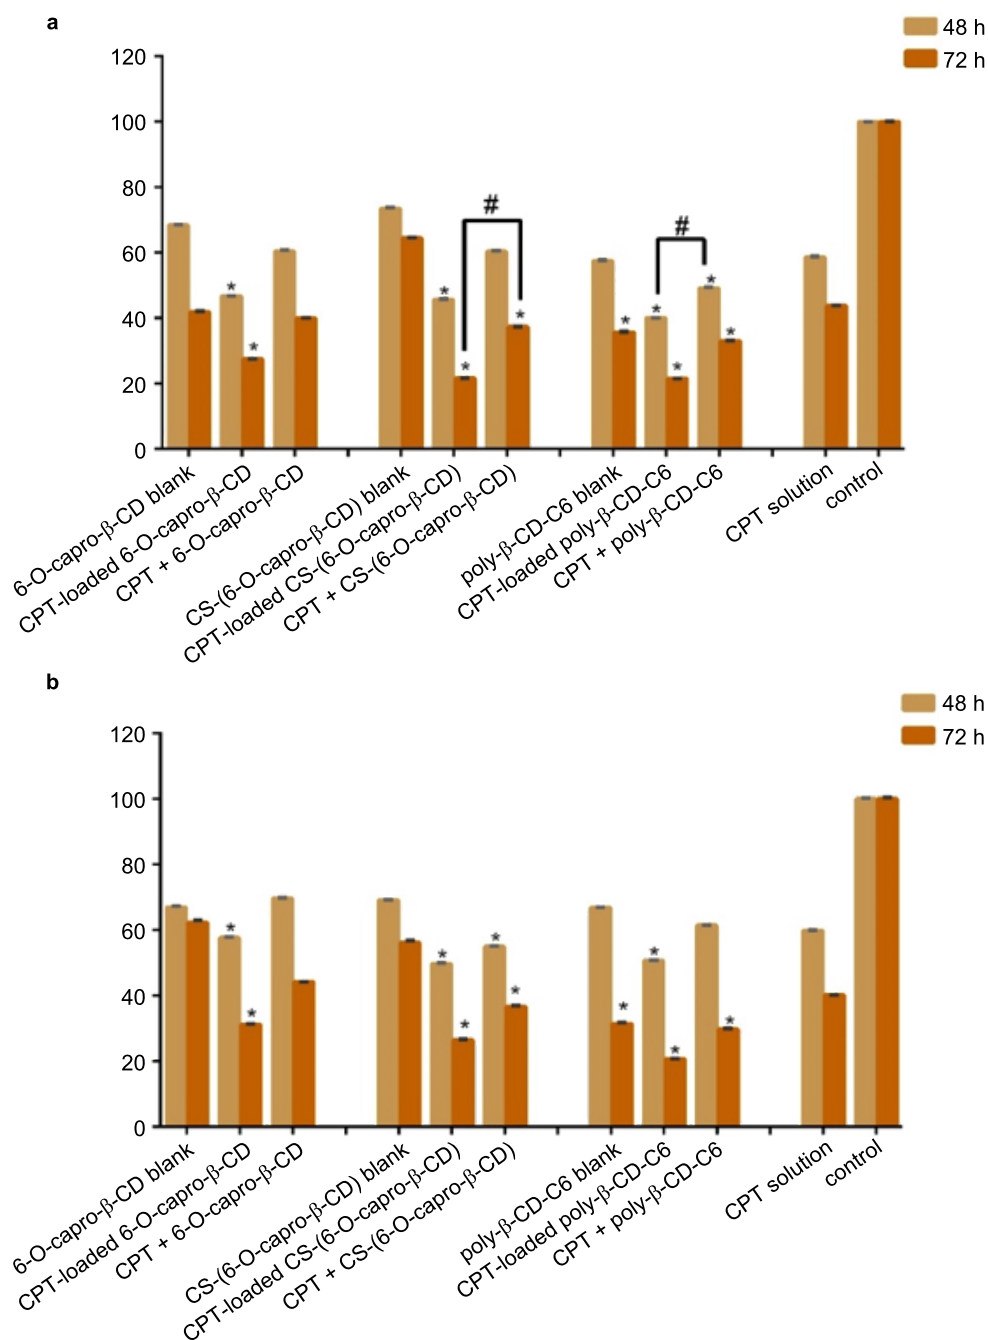 a
48 h
72 h
120
100
80
60
40
20
0
#
#
*
*
*
*
*
*
*
*
*
*
6-O-capro-β-CD blank
CPT-loaded 6-O-capro-β-CD
CPT + 6-O-capro-β-CD
CS-(6-O-capro-β-CD) blank
CPT-loaded CS-(6-O-capro-β-CD)
CPT + CS-(6-O-capro-β-CD)
poly-β-CD-C6 blank
CPT-loaded poly-β-CD-C6
CPT + poly-β-CD-C6
CPT solution
control
b
48 h
72 h
120
100
80
60
40
20
0
*
*
*
*
*
*
*
*
*
*
6-O-capro-β-CD blank
CPT-loaded 6-O-capro-β-CD
CPT + 6-O-capro-β-CD
CS-(6-O-capro-β-CD) blank
CPT-loaded CS-(6-O-capro-β-CD)
CPT + CS-(6-O-capro-β-CD)
poly-β-CD-C6 blank
CPT-loaded poly-β-CD-C6
CPT + poly-β-CD-C6
CPT solution
control